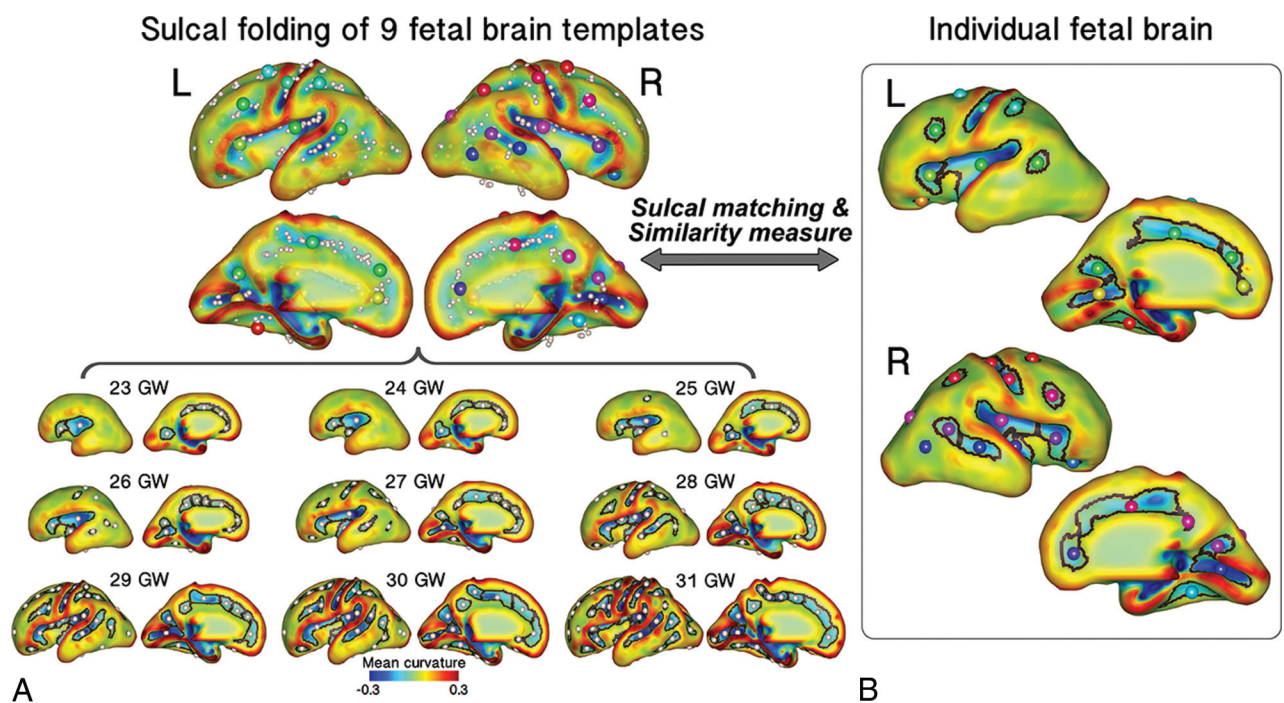 Sulcal folding of 9 fetal brain templates
Individual fetal brain
L
R
Sulcal matching &
Similarity measure
L
R
23 GW
24 GW
25 GW
26 GW
27 GW
28 GW
29 GW
30 GW
31 GW
Mean curvature
-0.3
0.3
A
B